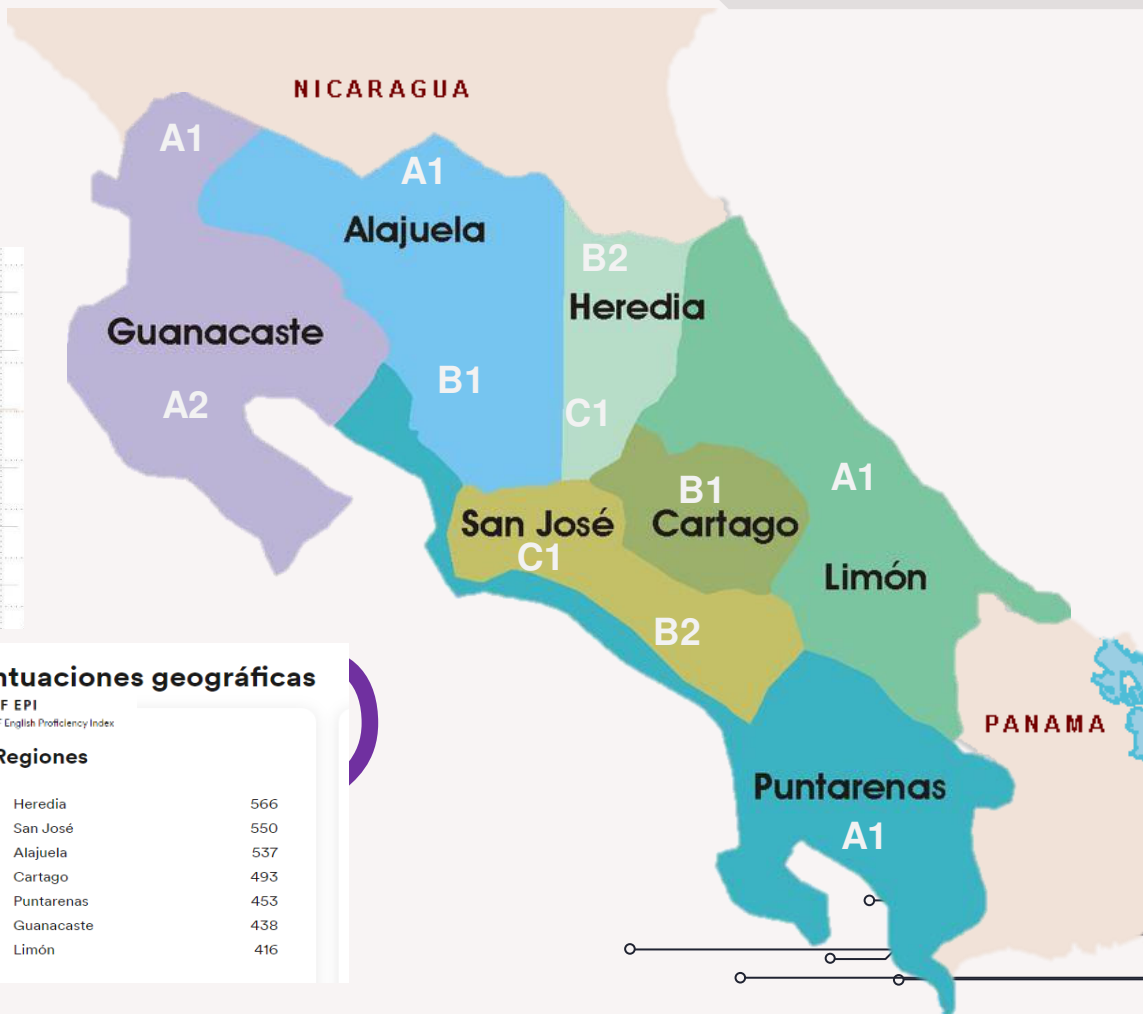 NICARAGUA
A1
A1
Alajuela
B2
Heredia
Guanacaste
B1
A2
C1
B1
A1
San José
Cartago
C1
Limón
B2
PANAMA
Puntarenas
A1
ntuaciones geográficas
F EPI
F English Proficiency Index
Regiones
Heredia 566
San José 550
Alajuela 537
Cartago 493
Puntarenas 453
Guanacaste 438
Limón 416